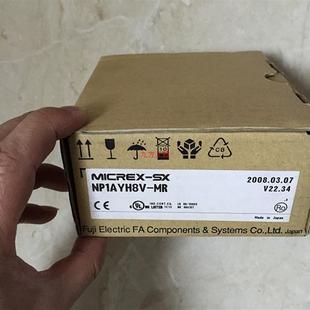 MICREX-SX
2008.03.07
NP1AYH8V-MR
V22.34
CE
LISTED
Made in Japan
Fuji Electric FA Components & Systems Co.,Ltd. Japan